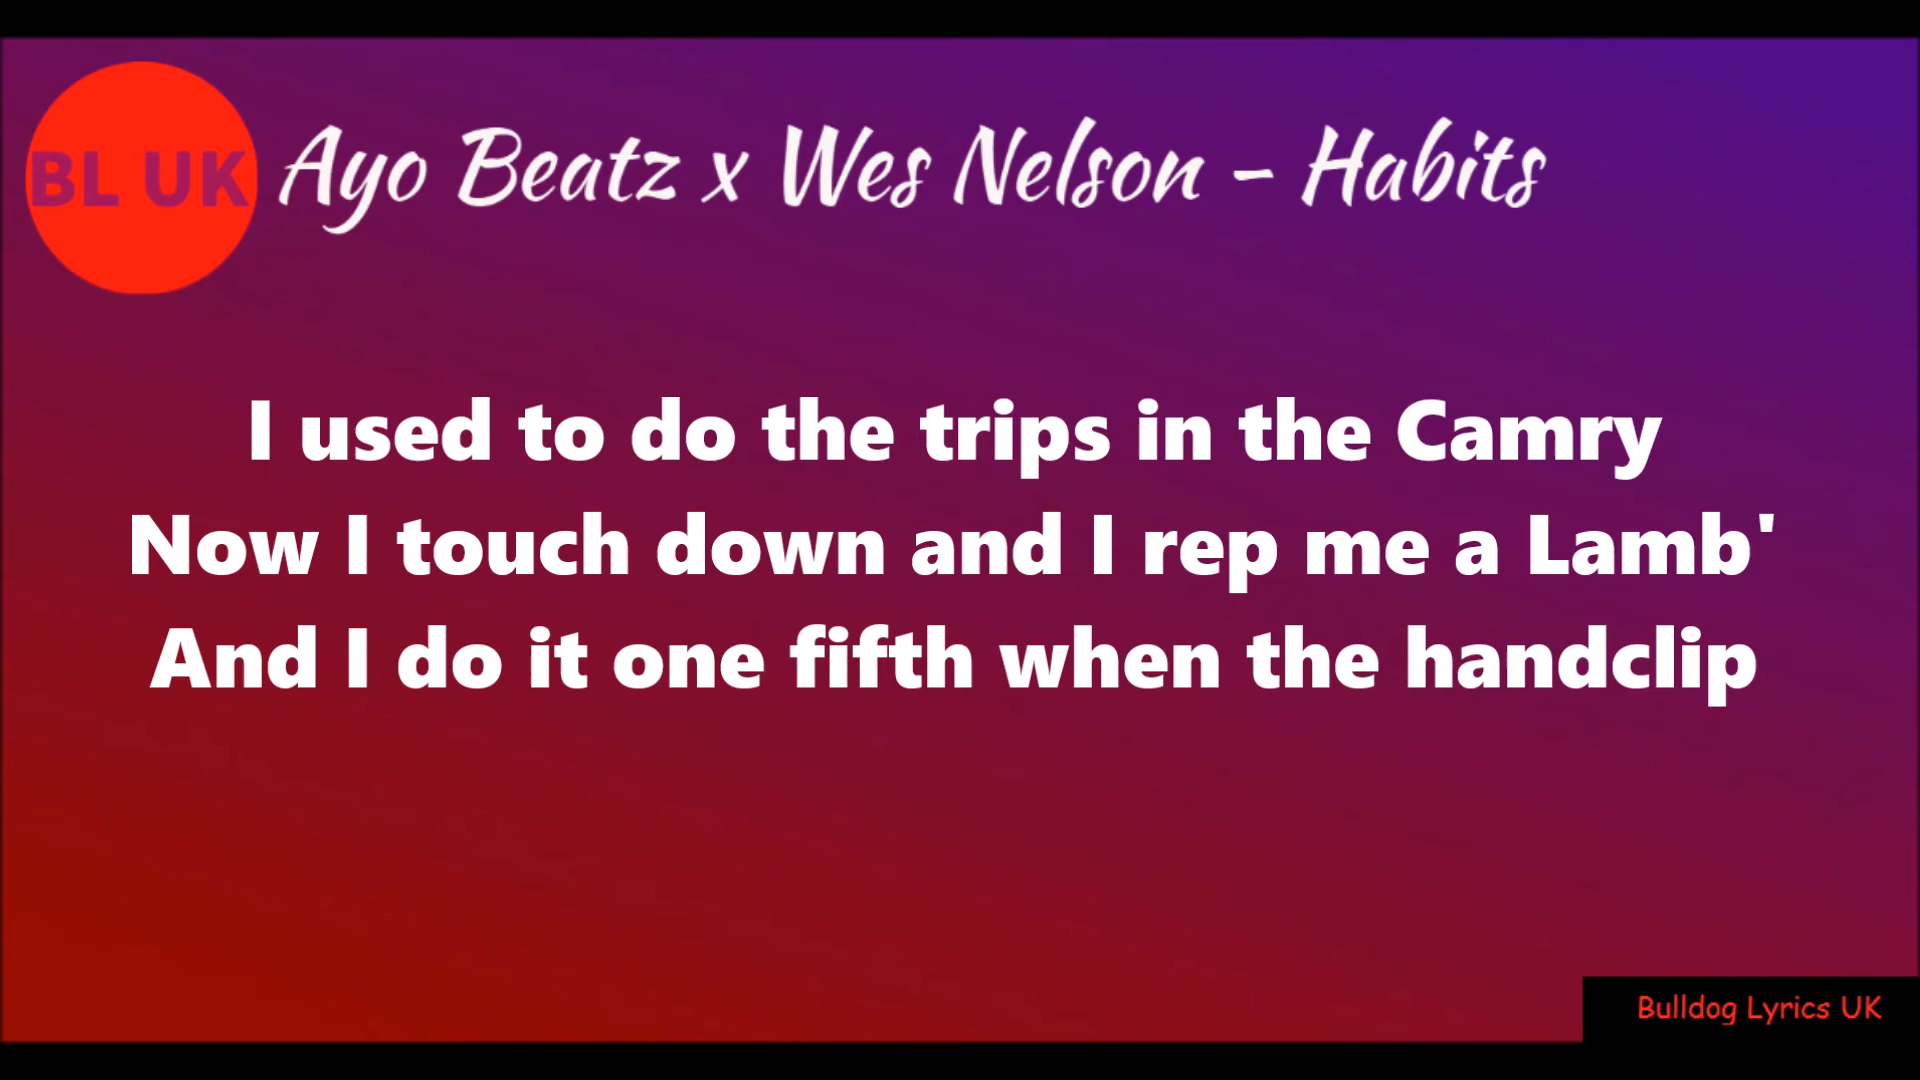 BL UK
Ayo Beatz x Wes Nelson - Habits
I used to do the trips in the Camry
Now I touch down and I rep me a Lamb'
And I do it one fifth when the handclip
Bulldog Lyrics UK